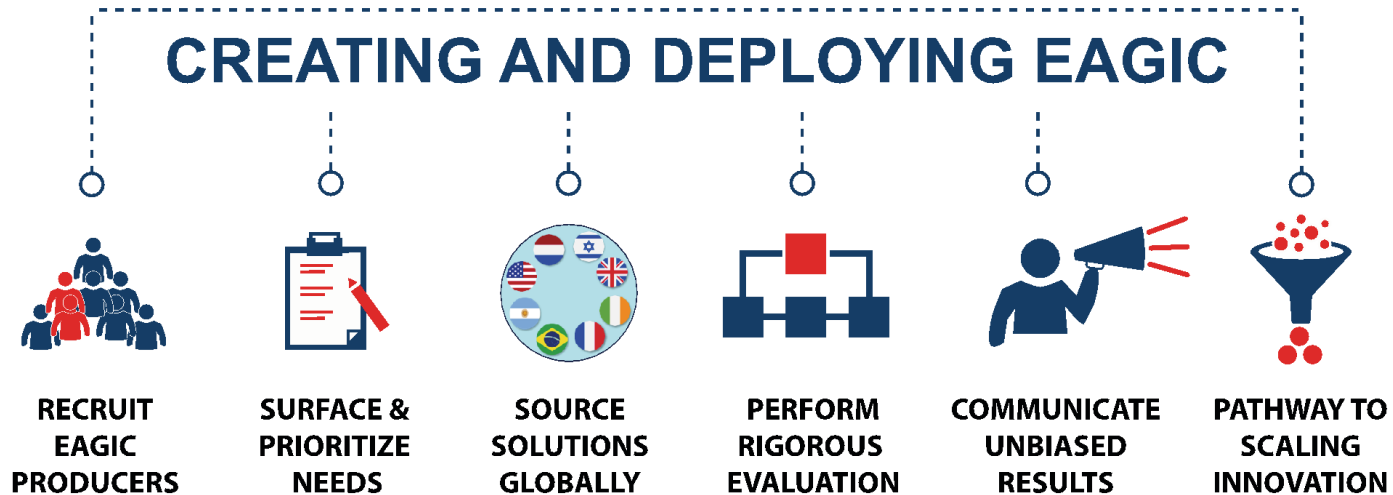 CREATING AND DEPLOYING EAGIC
RECRUIT
EAGIC
PRODUCERS
SURFACE &
PRIORITIZE
NEEDS
SOURCE
SOLUTIONS
GLOBALLY
PERFORM
RIGOROUS
EVALUATION
COMMUNICATE
UNBIASED
RESULTS
PATHWAY TO
SCALING
INNOVATION